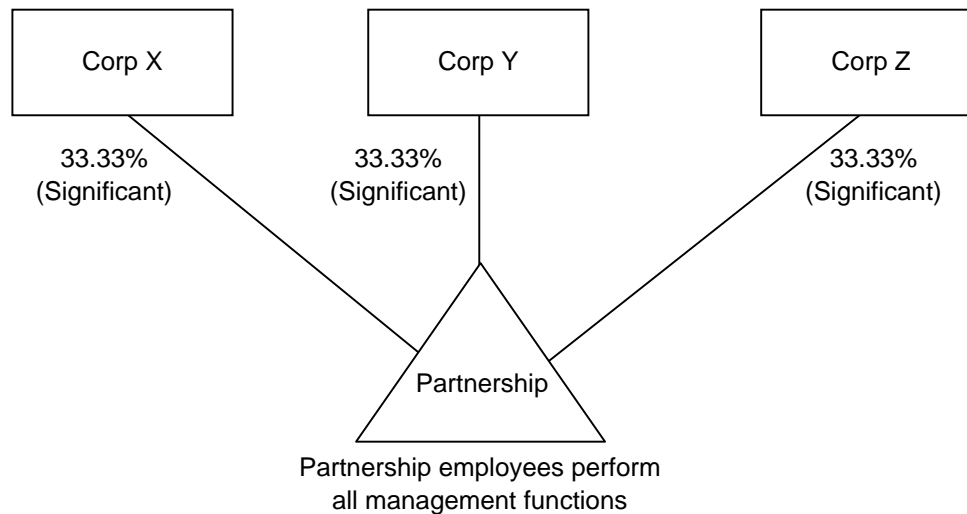 Corp X
Corp Y
Corp Z
33.33%
(Significant)
33.33%
(Significant)
33.33%
(Significant)
Partnership
Partnership employees perform
all management functions